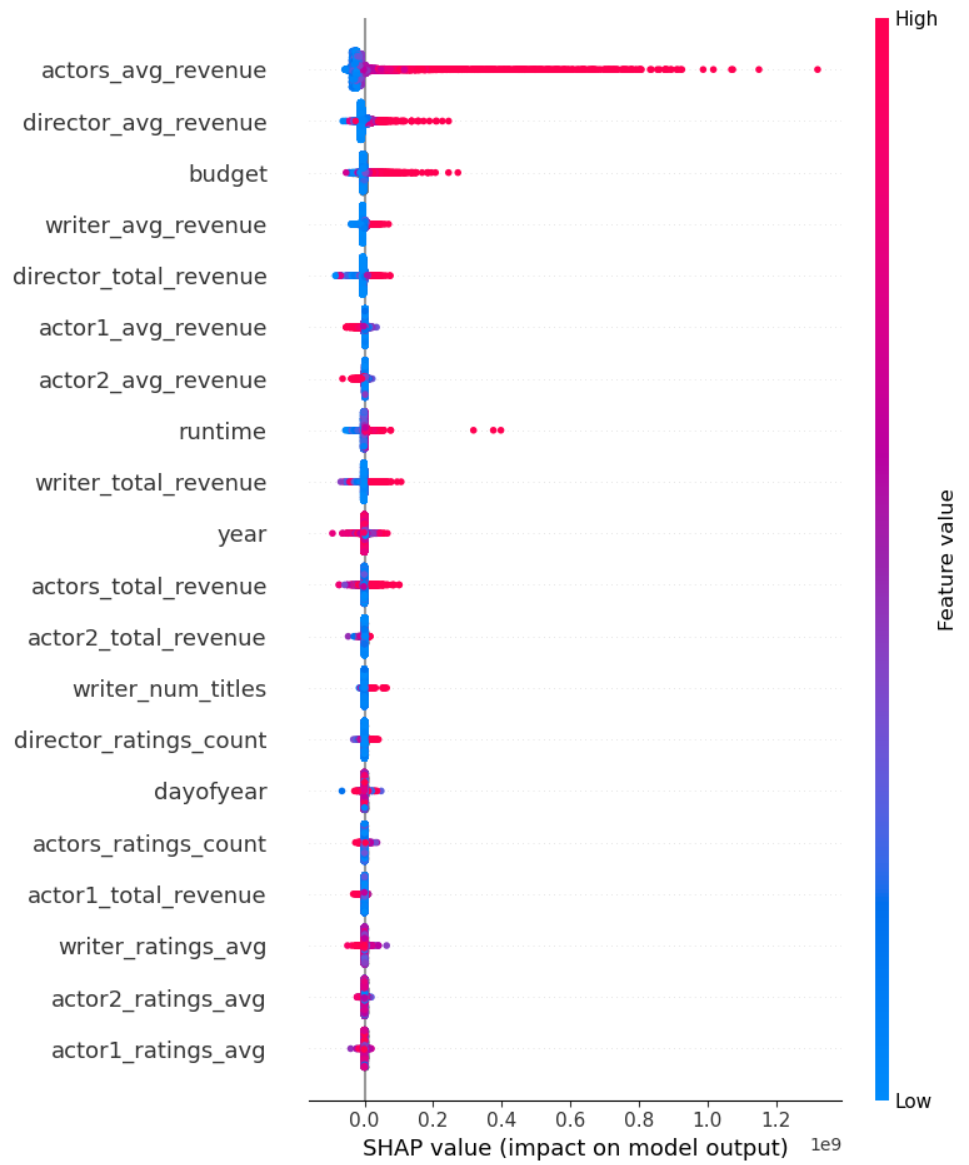 High
actors_avg_revenue
director_avg_revenue
budget
writer_avg_revenue
director_total_revenue
actor1_avg_revenue
actor2_avg_revenue
runtime
writer_total_revenue
year
actors_total_revenue
actor2_total_revenue
writer_num_titles
director_ratings_count
dayofyear
actors_ratings_count
actor1_total_revenue
writer_ratings_avg
actor2_ratings_avg
actor1_ratings_avg
Feature value
Low
0.0 0.2 0.4 0.6 0.8 1.0 1.2
1e9
SHAP value (impact on model output)